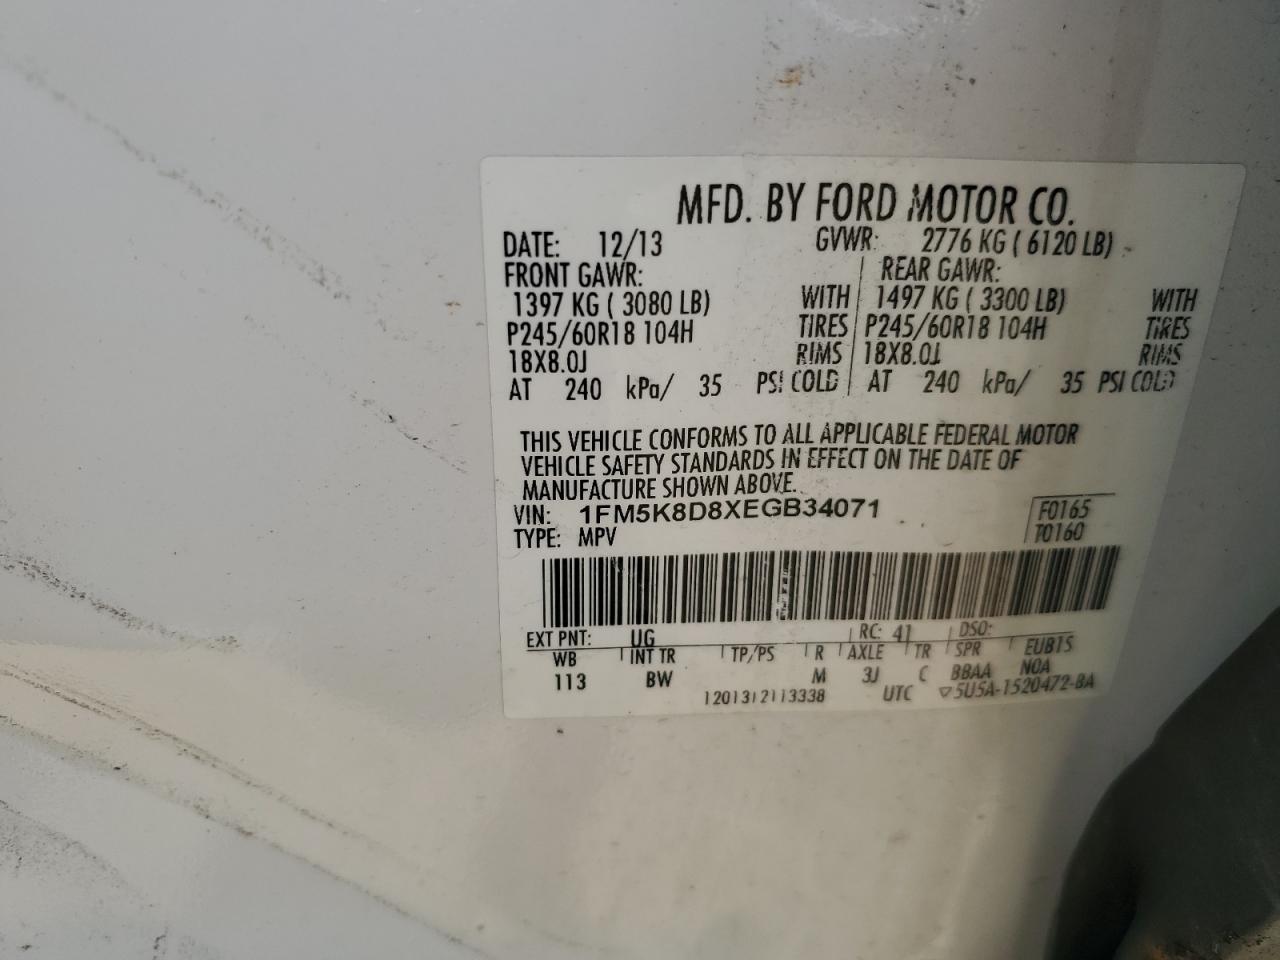 MFD. BY FORD MOTOR CO.
DATE: 12/13 GVWR: 2776 KG ( 6120 LB)
FRONT GAWR: REAR GAWR:
1397 KG ( 3080 LB) WITH 1497 KG ( 3300 LB) WITH
P245/60R18 104H TIRES P245/60R18 104H TIRES
18X8.0J RIMS 18X8.0J RIMS
AT 240 kPa/ 35 PSI COLD AT 240 kPa/ 35 PSI COLD
THIS VEHICLE CONFORMS TO ALL APPLICABLE FEDERAL MOTOR
VEHICLE SAFETY STANDARDS IN EFFECT ON THE DATE OF
MANUFACTURE SHOWN ABOVE.
VIN: 1FM5K8D8XEGB34071 F0165
TYPE: MPV T0160
EXT PNT: UG RC: 41 DSO:
WB INT TR TP/PS R AXLE TR SPR EUB1S
113 BW M 3J C BBAA N0A
1201312113338 UTC ▽5U5A-1520472-BA